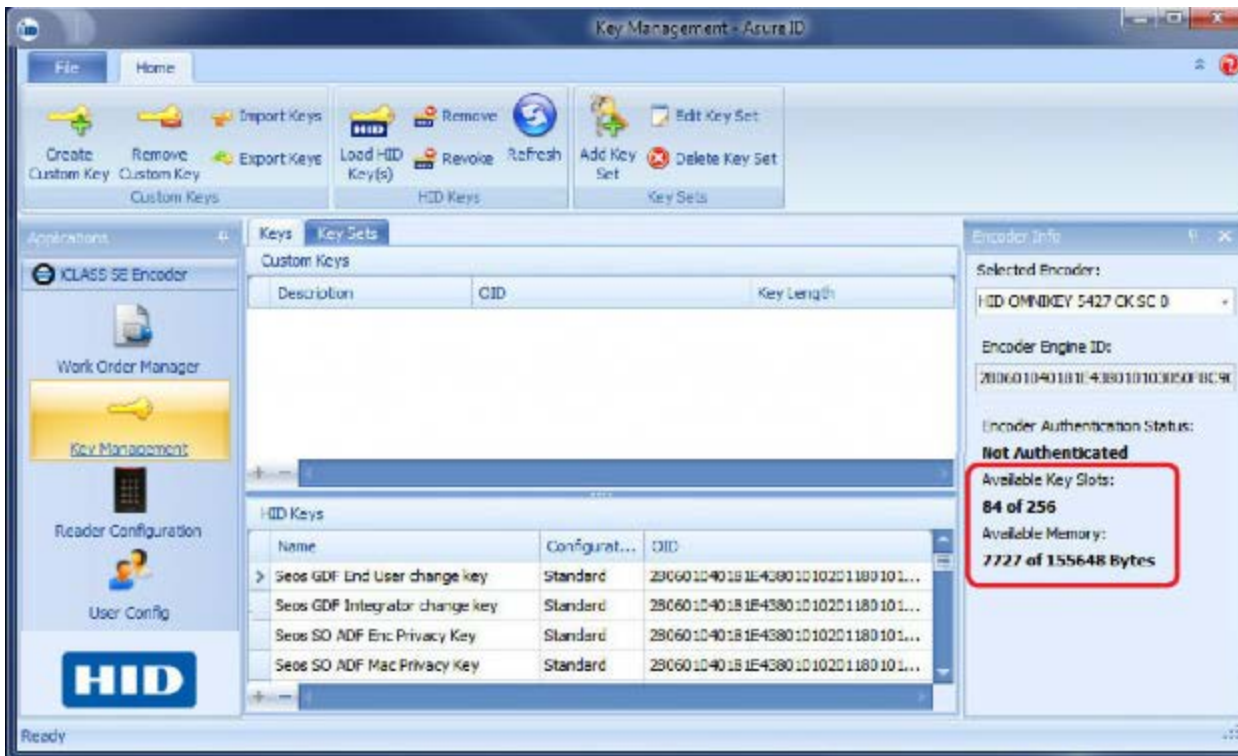 Key Management - Asure ID
File Home
Import Keys Remove Edit Key Set
Create Custom Key Remove Custom Key Export Keys Load HID Key(s) Revoke Refresh Add Key Set Delete Key Set
Custom Keys HID Keys Key Sets
Applications
iCLASS SE Encoder
Work Order Manager
Key Management
Reader Configuration
User Config
HID
Keys Key Sets
Custom Keys
Description OID Key Length
HID Keys
Name Configurat... OID
Seos GDF End User change key Standard
Seos GDF Integrator change key Standard
Seos SO ADF Enc Privacy Key Standard
Seos SO ADF Mac Privacy Key Standard
Encoder Info
Selected Encoder:
HID OMNIKEY 5427 CK SC 0
Encoder Engine ID:
Encoder Authentication Status:
Not Authenticated
Available Key Slots:
84 of 256
Available Memory:
7727 of 155648 Bytes
Ready